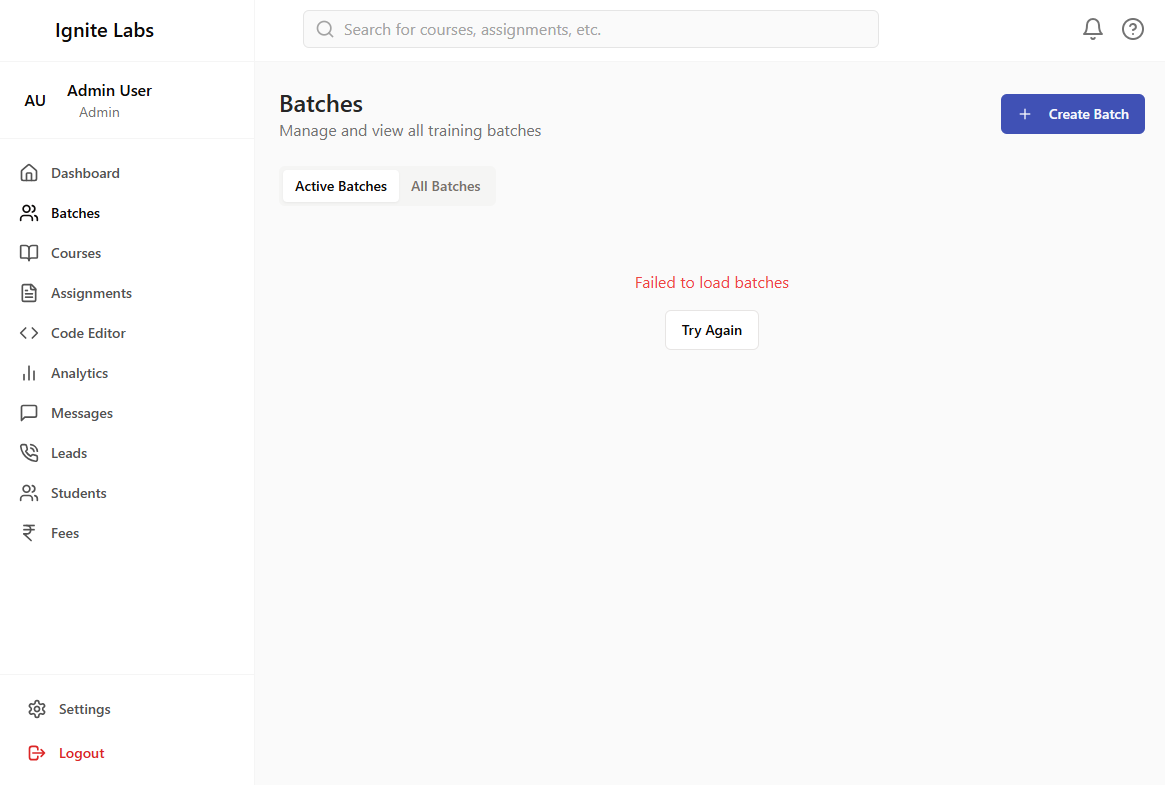 Ignite Labs
Search for courses, assignments, etc.
AU
Admin User
Admin
Dashboard
Batches
Courses
Assignments
Code Editor
Analytics
Messages
Leads
Students
Fees
Settings
Logout
Batches
Manage and view all training batches
Create Batch
Active Batches
All Batches
Failed to load batches
Try Again